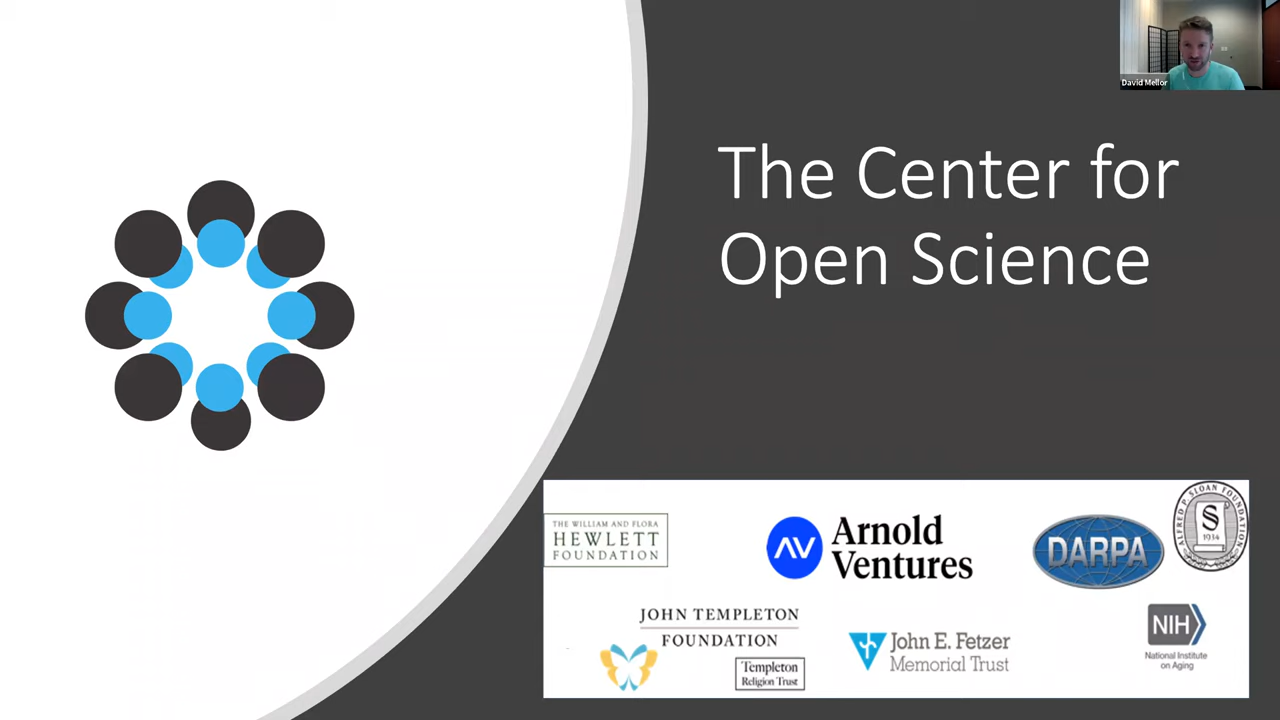 David Mellor
The Center for
Open Science
THE WILLIAM AND FLORA
HEWLETT
FOUNDATION
AV
Arnold
Ventures
DARPA
ALFRED P. SLOAN FOUNDATION
S
1934
JOHN TEMPLETON
FOUNDATION
Templeton
Religion Trust
John E. Fetzer
Memorial Trust
NIH
National Institute
on Aging